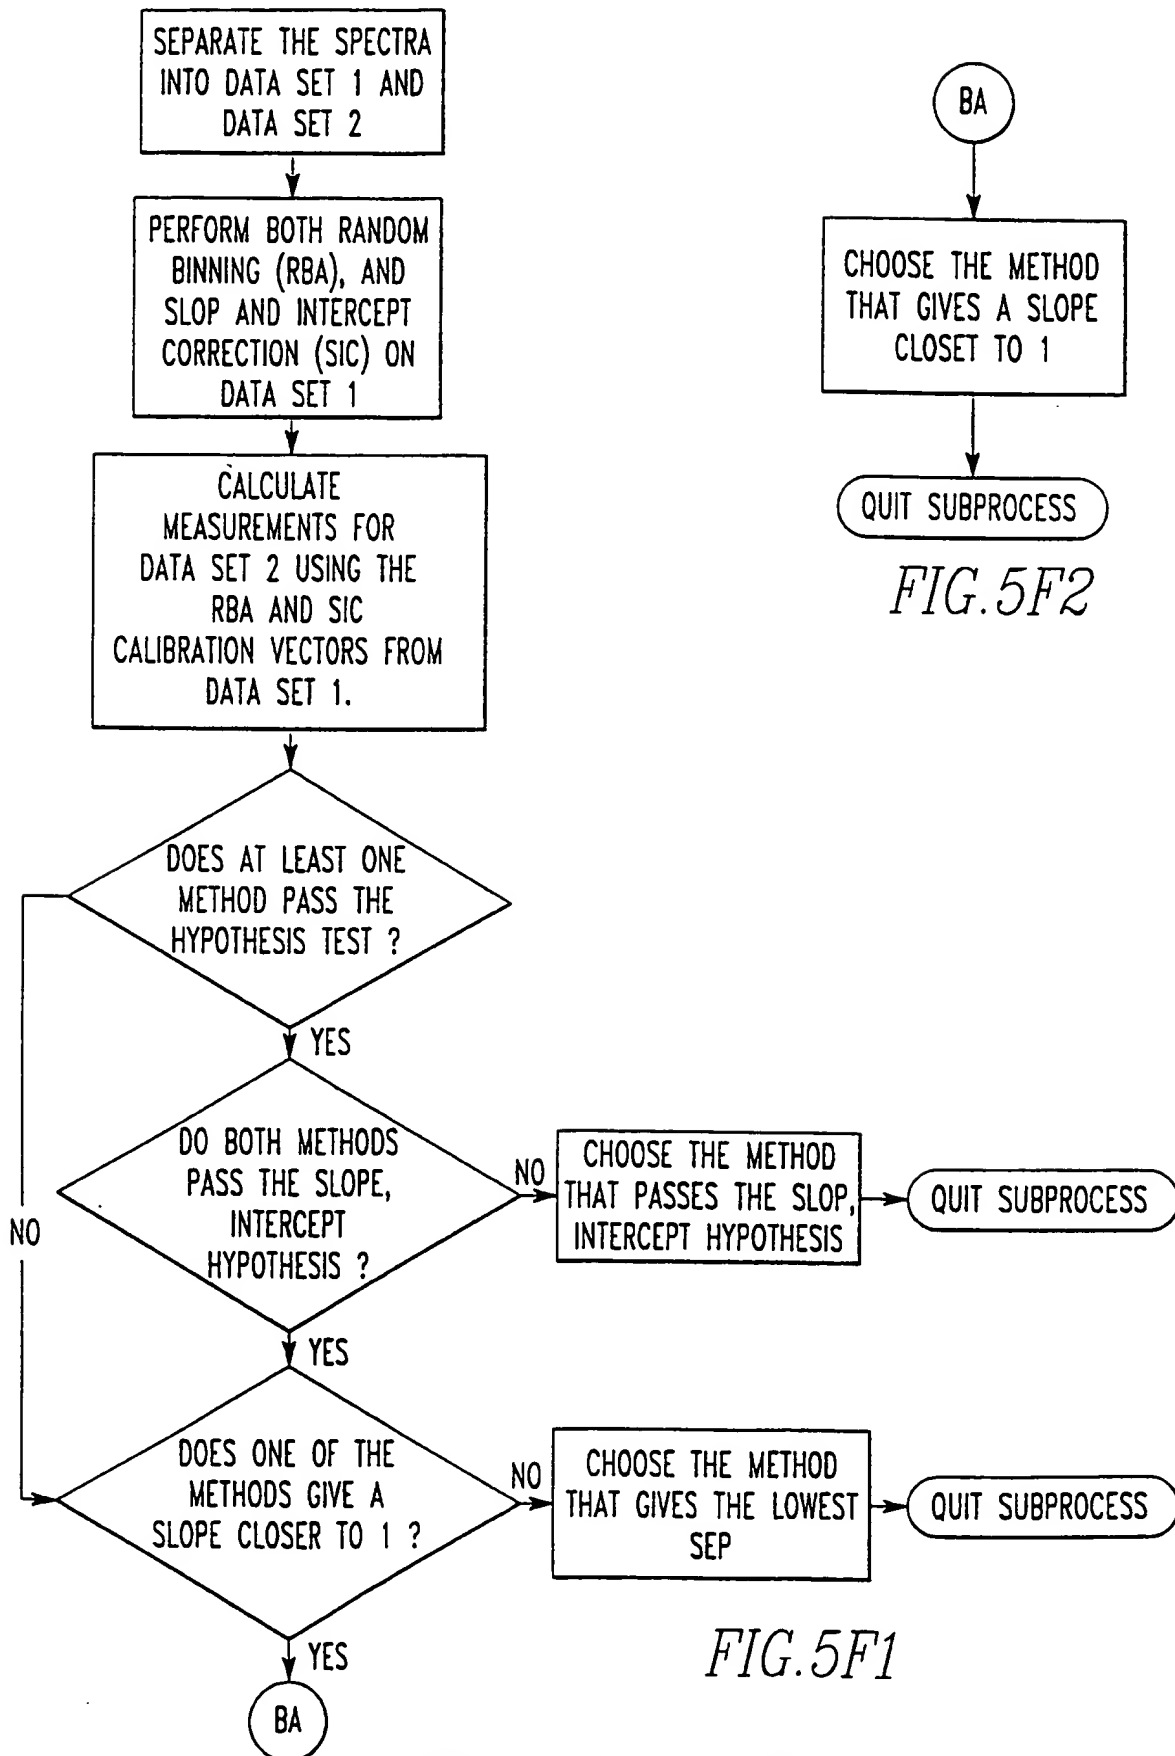 SEPARATE THE SPECTRA
INTO DATA SET 1 AND
DATA SET 2
PERFORM BOTH RANDOM
BINNING (RBA), AND
SLOP AND INTERCEPT
CORRECTION (SIC) ON
DATA SET 1
CALCULATE
MEASUREMENTS FOR
DATA SET 2 USING THE
RBA AND SIC
CALIBRATION VECTORS FROM
DATA SET 1.
DOES AT LEAST ONE
METHOD PASS THE
HYPOTHESIS TEST ?
NO
YES
DO BOTH METHODS
PASS THE SLOPE,
INTERCEPT
HYPOTHESIS ?
NO
CHOOSE THE METHOD
THAT PASSES THE SLOP,
INTERCEPT HYPOTHESIS
QUIT SUBPROCESS
YES
DOES ONE OF THE
METHODS GIVE A
SLOPE CLOSER TO 1 ?
NO
CHOOSE THE METHOD
THAT GIVES THE LOWEST
SEP
QUIT SUBPROCESS
YES
BA
FIG.5F1
BA
CHOOSE THE METHOD
THAT GIVES A SLOPE
CLOSET TO 1
QUIT SUBPROCESS
FIG.5F2